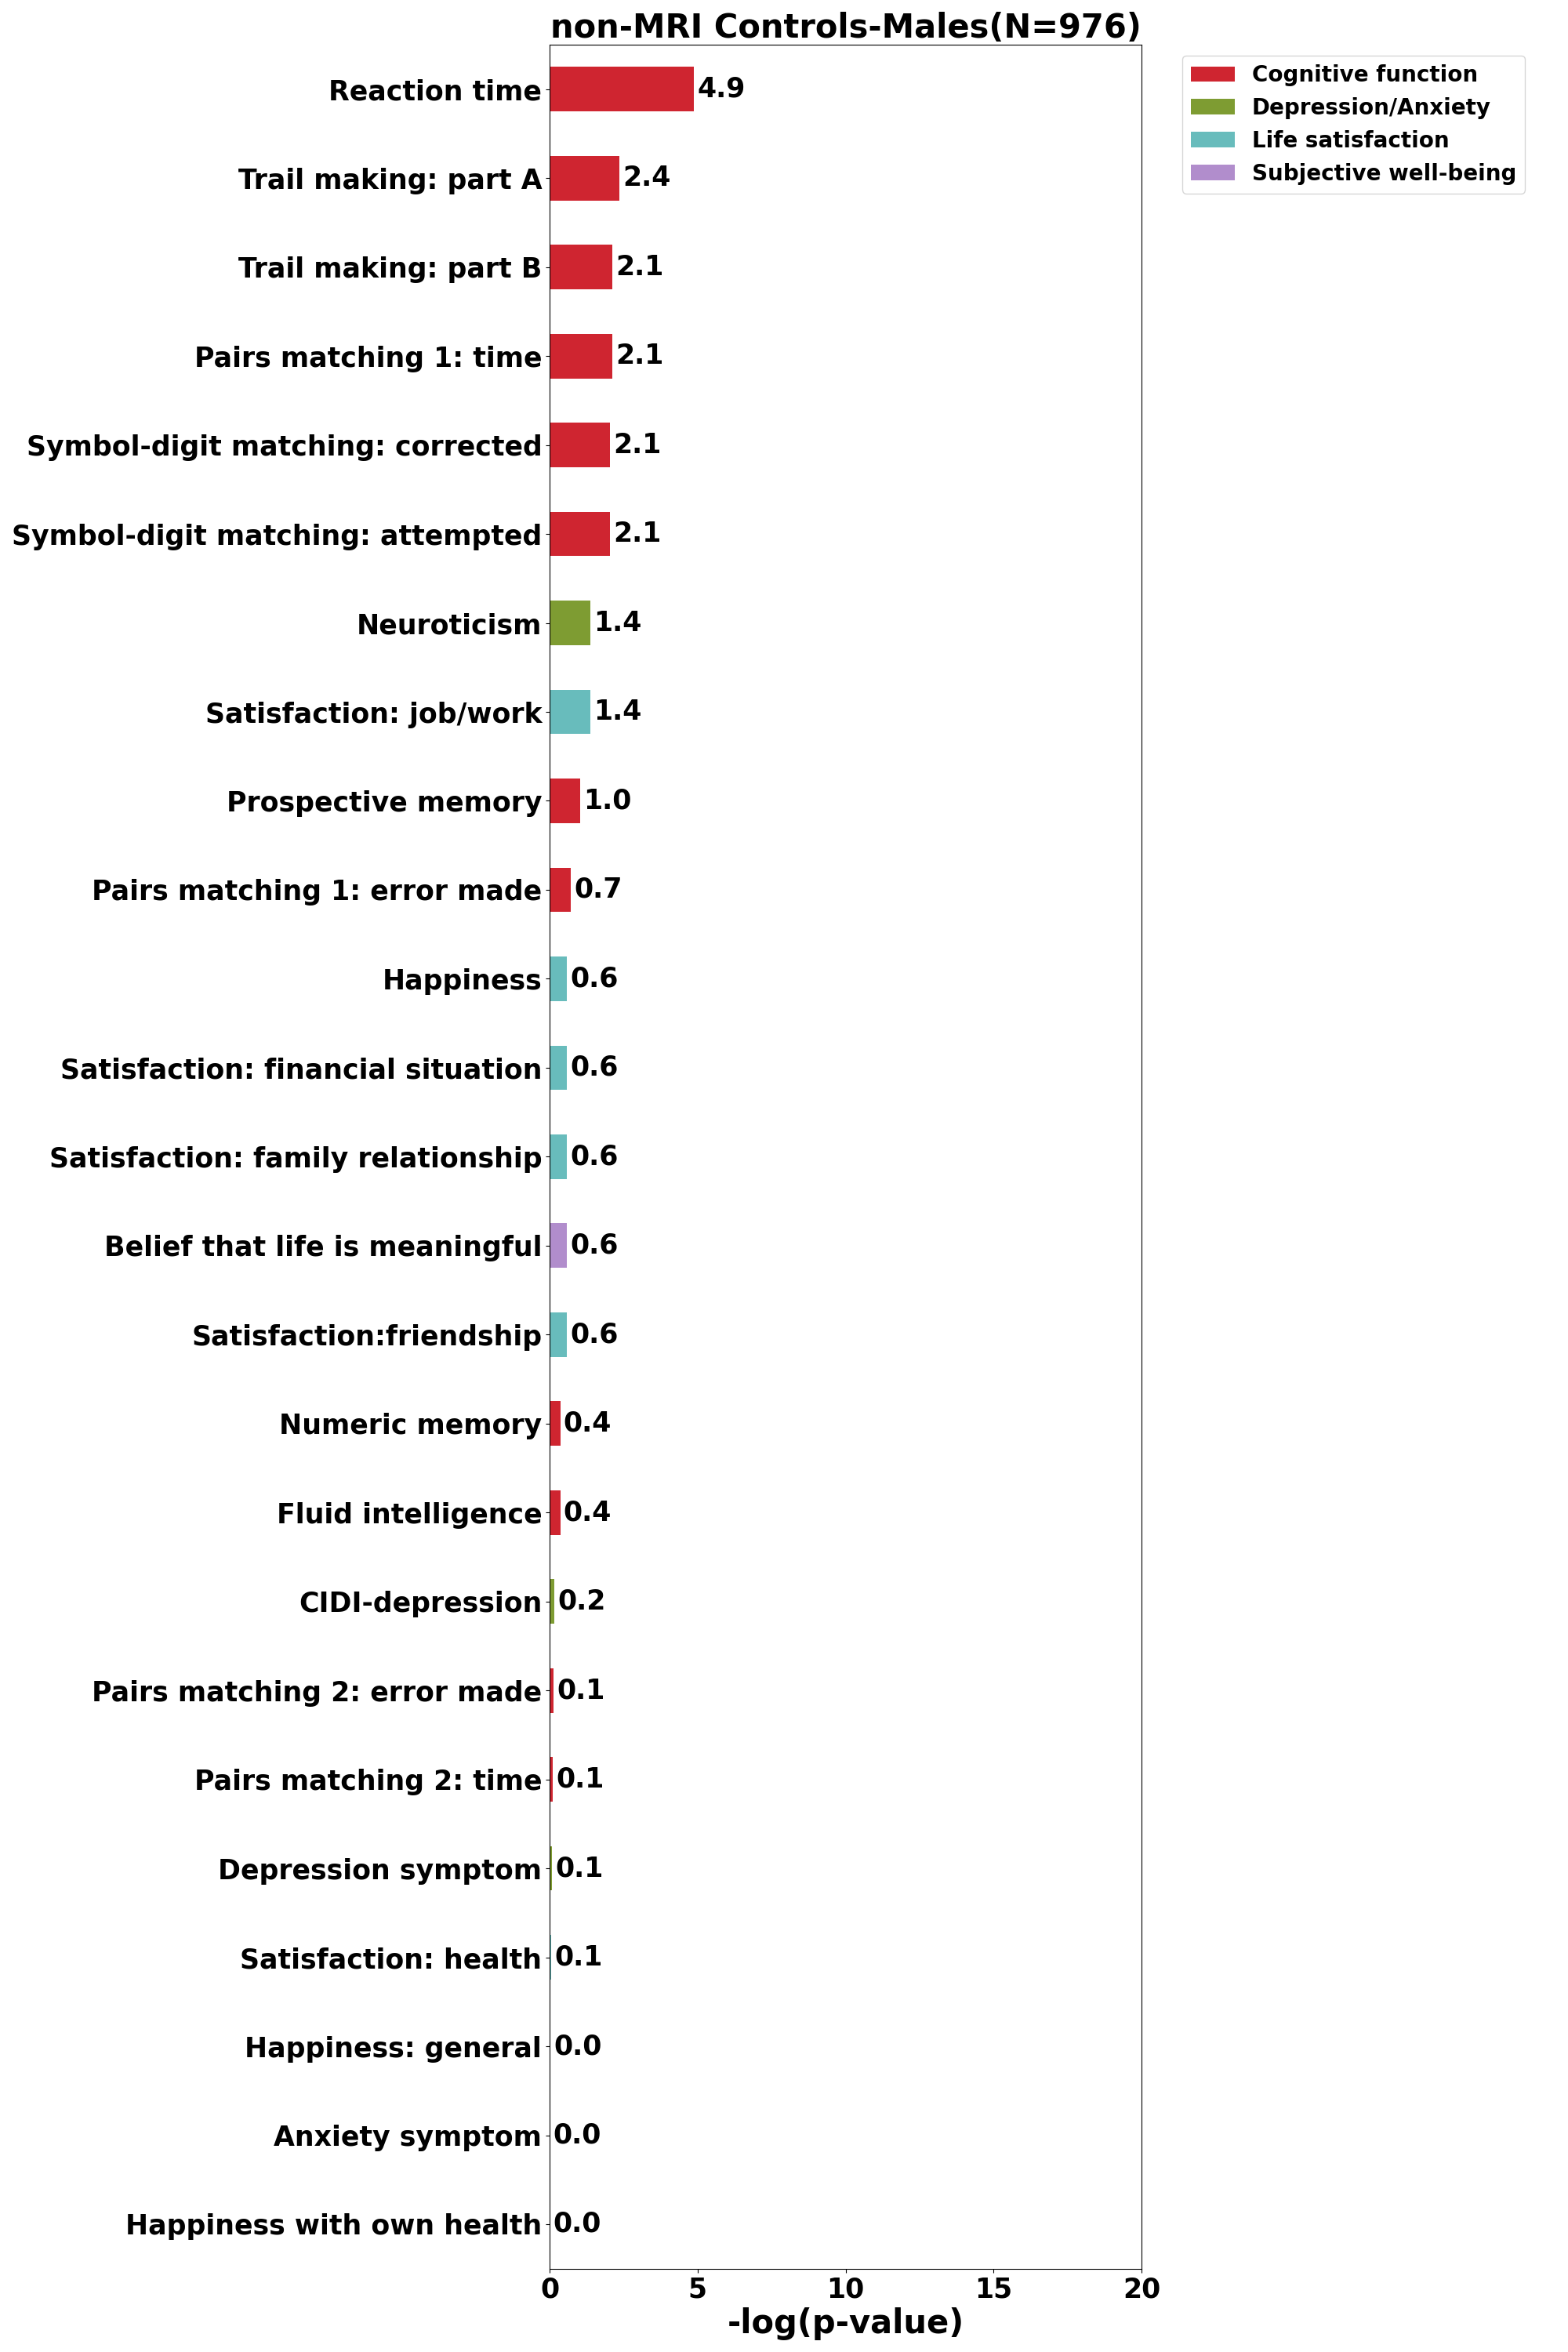 non-MRI Controls-Males(N=976)
Cognitive function
Depression/Anxiety
Life satisfaction
Subjective well-being
Reaction time 4.9
Trail making: part A 2.4
Trail making: part B 2.1
Pairs matching 1: time 2.1
Symbol-digit matching: corrected 2.1
Symbol-digit matching: attempted 2.1
Neuroticism 1.4
Satisfaction: job/work 1.4
Prospective memory 1.0
Pairs matching 1: error made 0.7
Happiness 0.6
Satisfaction: financial situation 0.6
Satisfaction: family relationship 0.6
Belief that life is meaningful 0.6
Satisfaction:friendship 0.6
Numeric memory 0.4
Fluid intelligence 0.4
CIDI-depression 0.2
Pairs matching 2: error made 0.1
Pairs matching 2: time 0.1
Depression symptom 0.1
Satisfaction: health 0.1
Happiness: general 0.0
Anxiety symptom 0.0
Happiness with own health 0.0
0 5 10 15 20
-log(p-value)